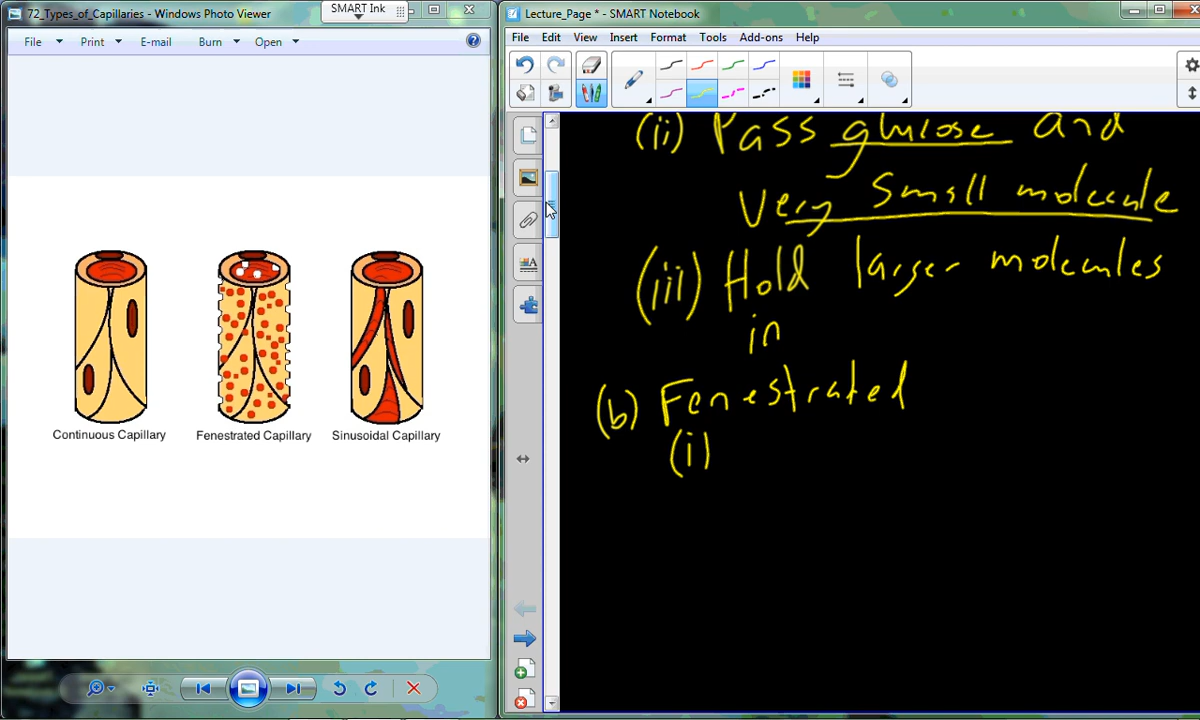 72_Types_of_Capillaries - Windows Photo Viewer
SMART Ink
File Print E-mail Burn Open
Continuous Capillary Fenestrated Capillary Sinusoidal Capillary
Lecture_Page * - SMART Notebook
File Edit View Insert Format Tools Add-ons Help
(ii) Pass glucose and
very small molecule
(iii) Hold larger molecules
in
(b) Fenestrated
(i)